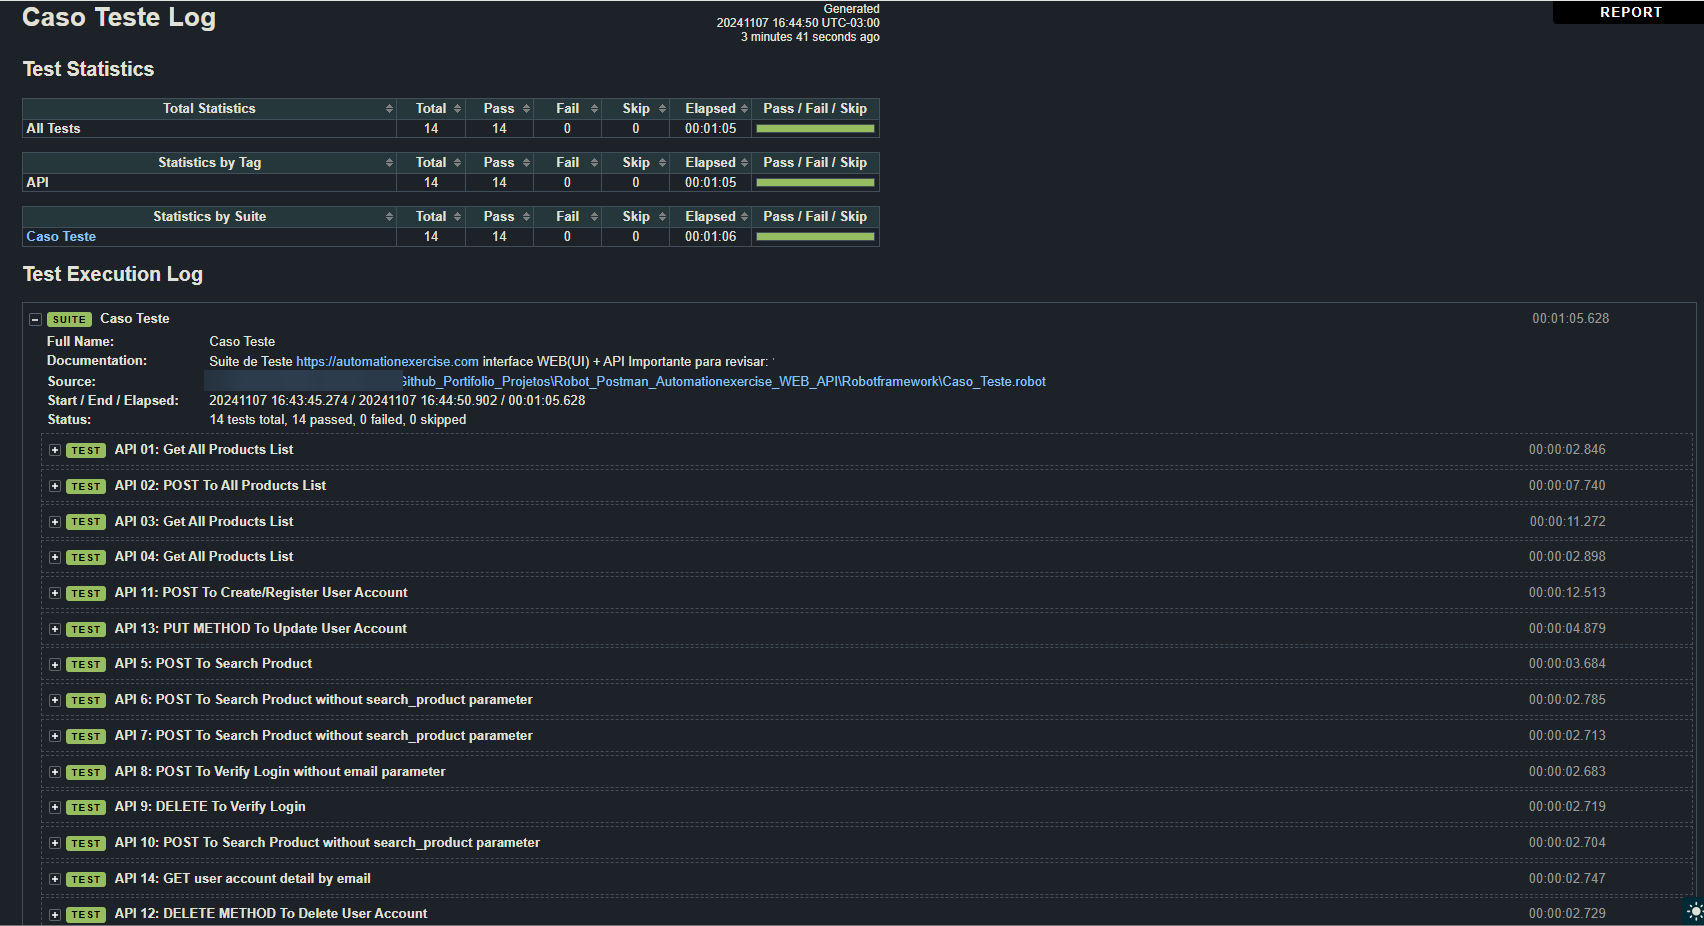 Caso Teste Log
Generated
20241107 16:44:50 UTC-03:00
3 minutes 41 seconds ago
REPORT
Test Statistics
Total Statistics Total Pass Fail Skip Elapsed Pass / Fail / Skip
All Tests 14 14 0 0 00:01:05
Statistics by Tag Total Pass Fail Skip Elapsed Pass / Fail / Skip
API 14 14 0 0 00:01:05
Statistics by Suite Total Pass Fail Skip Elapsed Pass / Fail / Skip
Caso Teste 14 14 0 0 00:01:06
Test Execution Log
SUITE Caso Teste 00:01:05.628
Full Name: Caso Teste
Documentation: Suite de Teste https://automationexercise.com interface WEB(UI) + API Importante para revisar:
Source: Github_Portifolio_Projetos\Robot_Postman_Automationexercise_WEB_API\Robotframework\Caso_Teste.robot
Start / End / Elapsed: 20241107 16:43:45.274 / 20241107 16:44:50.902 / 00:01:05.628
Status: 14 tests total, 14 passed, 0 failed, 0 skipped
TEST API 01: Get All Products List 00:00:02.846
TEST API 02: POST To All Products List 00:00:07.740
TEST API 03: Get All Products List 00:00:11.272
TEST API 04: Get All Products List 00:00:02.898
TEST API 11: POST To Create/Register User Account 00:00:12.513
TEST API 13: PUT METHOD To Update User Account 00:00:04.879
TEST API 5: POST To Search Product 00:00:03.684
TEST API 6: POST To Search Product without search_product parameter 00:00:02.785
TEST API 7: POST To Search Product without search_product parameter 00:00:02.713
TEST API 8: POST To Verify Login without email parameter 00:00:02.683
TEST API 9: DELETE To Verify Login 00:00:02.719
TEST API 10: POST To Search Product without search_product parameter 00:00:02.704
TEST API 14: GET user account detail by email 00:00:02.747
TEST API 12: DELETE METHOD To Delete User Account 00:00:02.729